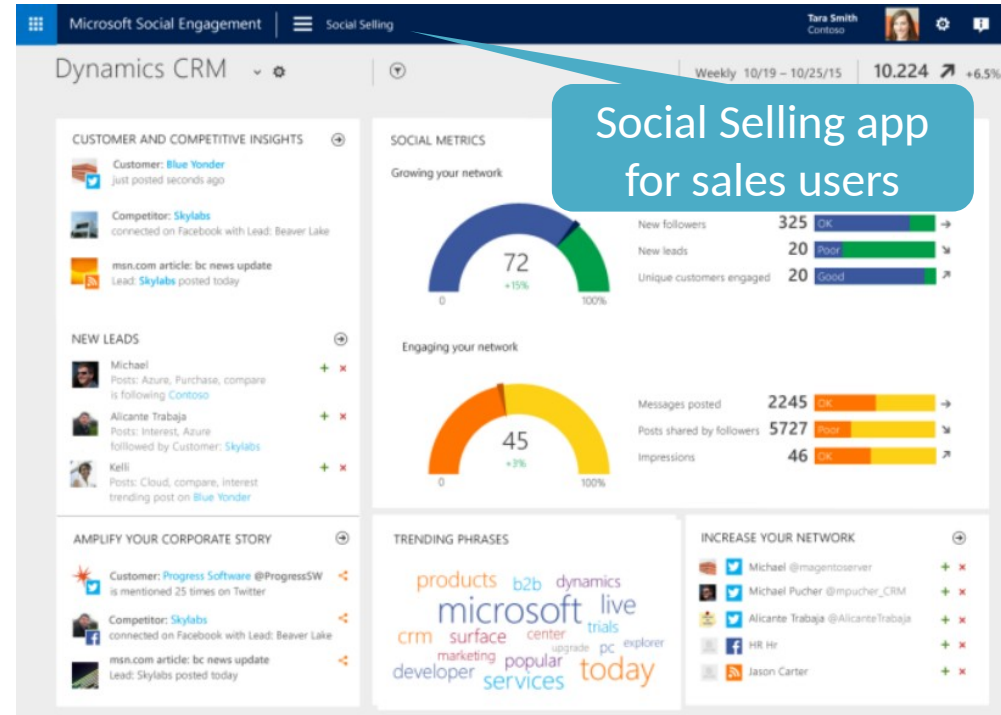 Microsoft Social Engagement
Social Selling
Tara Smith
Contoso
Dynamics CRM
Weekly 10/19 – 10/25/15
10.224
+6.5%
Social Selling app
for sales users
CUSTOMER AND COMPETITIVE INSIGHTS
Customer: Blue Yonder
just posted seconds ago
Competitor: Skylabs
connected on Facebook with Lead: Beaver Lake
msn.com article: bc news update
Lead: Skylabs posted today
NEW LEADS
Michael
Posts: Azure, Purchase, compare
is following Contoso
Alicante Trabaja
Posts: Interest, Azure
folllowed by Customer: Skylabs
Kelli
Posts: Cloud, compare, interest
trending post on Blue Yonder
AMPLIFY YOUR CORPORATE STORY
Customer: Progress Software @ProgressSW
is mentioned 25 times on Twitter
Competitor: Skylabs
connected on Facebook with Lead: Beaver Lake
msn.com article: bc news update
Lead: Skylabs posted today
SOCIAL METRICS
Growing your network
72
+15%
0
100%
New followers 325 OK
New leads 20 Poor
Unique customers engaged 20 Good
Engaging your network
45
+3%
0
100%
Messages posted 2245 OK
Posts shared by followers 5727 Poor
Impressions 46 OK
TRENDING PHRASES
products b2b dynamics
microsoft live
trials
crm surface center
upgrade pc explorer
marketing popular
developer services today
INCREASE YOUR NETWORK
Michael @magentoserver
Michael Pucher @mpucher_CRM
Alicante Trabaja @AlicanteTrabaja
HR Hr
Jason Carter